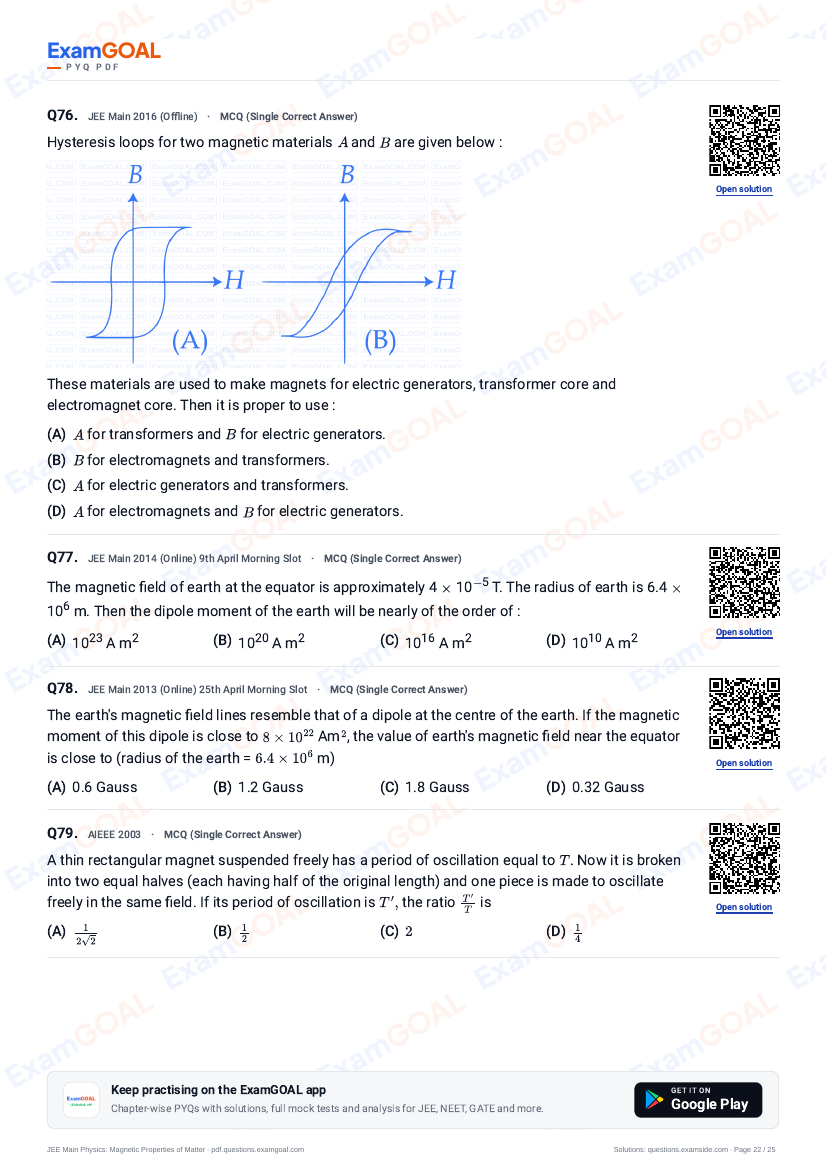 ExamGOAL
PYQ PDF
Q76. JEE Main 2016 (Offline) · MCQ (Single Correct Answer)
Open solution
Hysteresis loops for two magnetic materials A and B are given below :
B
B
H
H
(A)
(B)
These materials are used to make magnets for electric generators, transformer core and
electromagnet core. Then it is proper to use :
(A) A for transformers and B for electric generators.
(B) B for electromagnets and transformers.
(C) A for electric generators and transformers.
(D) A for electromagnets and B for electric generators.
Q77. JEE Main 2014 (Online) 9th April Morning Slot · MCQ (Single Correct Answer)
The magnetic field of earth at the equator is approximately 4 × 10⁻⁵ T. The radius of earth is 6.4 ×
10⁶ m. Then the dipole moment of the earth will be nearly of the order of :
Open solution
(A) 10²³ A m² (B) 10²⁰ A m² (C) 10¹⁶ A m² (D) 10¹⁰ A m²
Q78. JEE Main 2013 (Online) 25th April Morning Slot · MCQ (Single Correct Answer)
The earth's magnetic field lines resemble that of a dipole at the centre of the earth. If the magnetic
moment of this dipole is close to 8 × 10²² Am², the value of earth's magnetic field near the equator
is close to (radius of the earth = 6.4 × 10⁶ m)
Open solution
(A) 0.6 Gauss (B) 1.2 Gauss (C) 1.8 Gauss (D) 0.32 Gauss
Q79. AIEEE 2003 · MCQ (Single Correct Answer)
A thin rectangular magnet suspended freely has a period of oscillation equal to T. Now it is broken
into two equal halves (each having half of the original length) and one piece is made to oscillate
freely in the same field. If its period of oscillation is T′, the ratio T′/T is
Open solution
(A) 1/2√2 (B) 1/2 (C) 2 (D) 1/4
ExamGOAL
Keep practising on the ExamGOAL app
Chapter-wise PYQs with solutions, full mock tests and analysis for JEE, NEET, GATE and more.
GET IT ON
Google Play
JEE Main Physics: Magnetic Properties of Matter · pdf.questions.examgoal.com
Solutions: questions.examside.com · Page 22 / 25